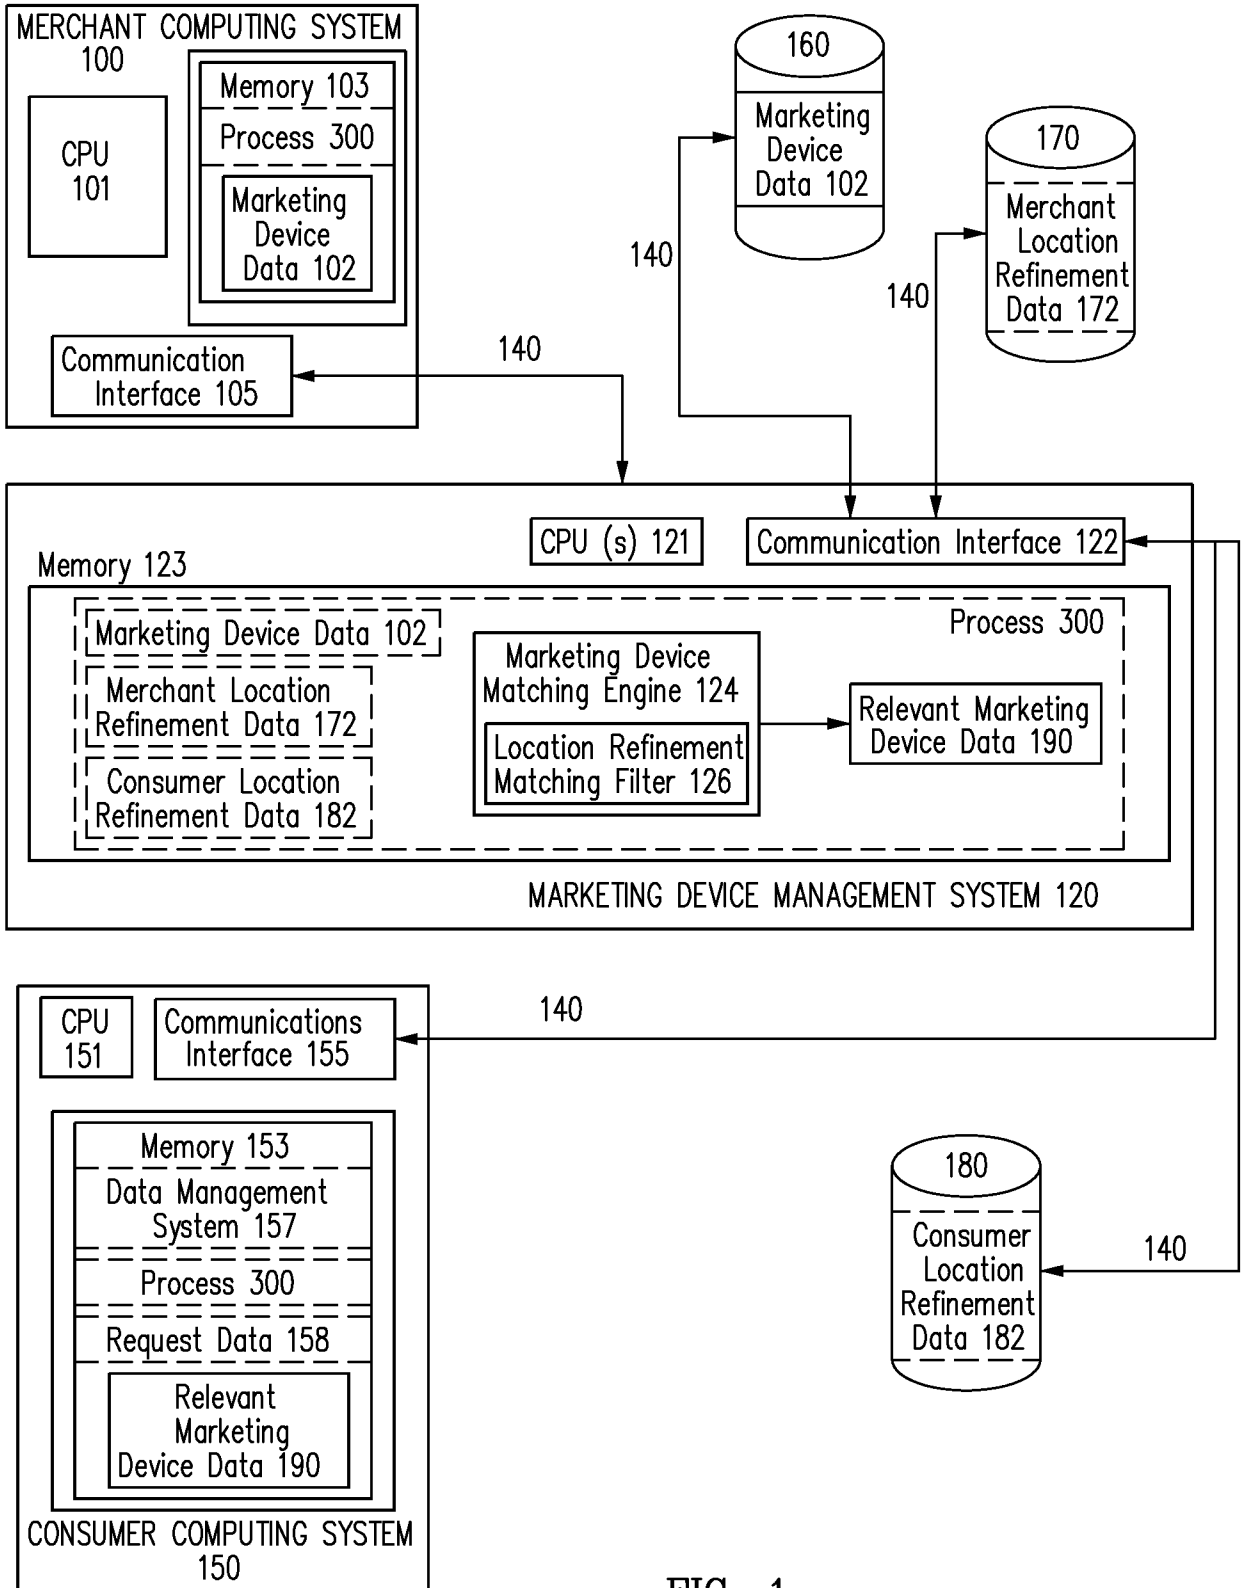 MERCHANT COMPUTING SYSTEM
100
CPU
101
Memory 103
Process 300
Marketing
Device
Data 102
Communication
Interface 105
140
160
Marketing
Device
Data 102
140
170
Merchant
Location
Refinement
Data 172
140
CPU (s) 121
Communication Interface 122
Memory 123
Process 300
Marketing Device Data 102
Merchant Location
Refinement Data 172
Consumer Location
Refinement Data 182
Marketing Device
Matching Engine 124
Location Refinement
Matching Filter 126
Relevant Marketing
Device Data 190
MARKETING DEVICE MANAGEMENT SYSTEM 120
CPU
151
Communications
Interface 155
140
Memory 153
Data Management
System 157
Process 300
Request Data 158
Relevant
Marketing
Device Data 190
CONSUMER COMPUTING SYSTEM
150
180
Consumer
Location
Refinement
Data 182
140
FIG. 1